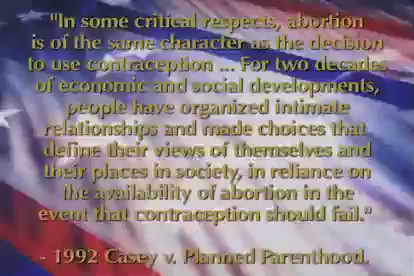 "In some critical respects, abortion
is of the same character as the decision
to use contraception ... For two decades
of economic and social developments,
people have organized intimate
relationships and made choices that
define their views of themselves and
their places in society, in reliance on
the availability of abortion in the
event that contraception should fail."
- 1992 Casey v. Planned Parenthood.